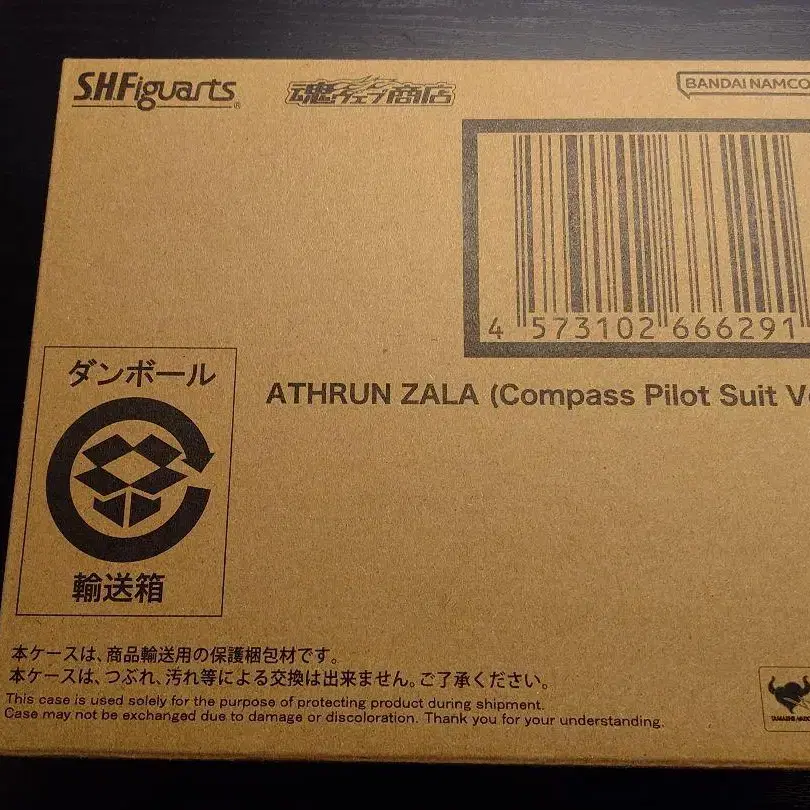 S.H.Figuarts®
魂ウェブ商店
BANDAI NAMCO
4 573102 666291
ダンボール
ATHRUN ZALA (Compass Pilot Suit Ve
輸送箱
本ケースは、商品輸送用の保護梱包材です。
本ケースは、つぶれ、汚れ等による交換は出来ません。ご了承ください。
This case is used solely for the purpose of protecting product during shipment.
Case may not be exchanged due to damage or discoloration. Thank you for your understanding.